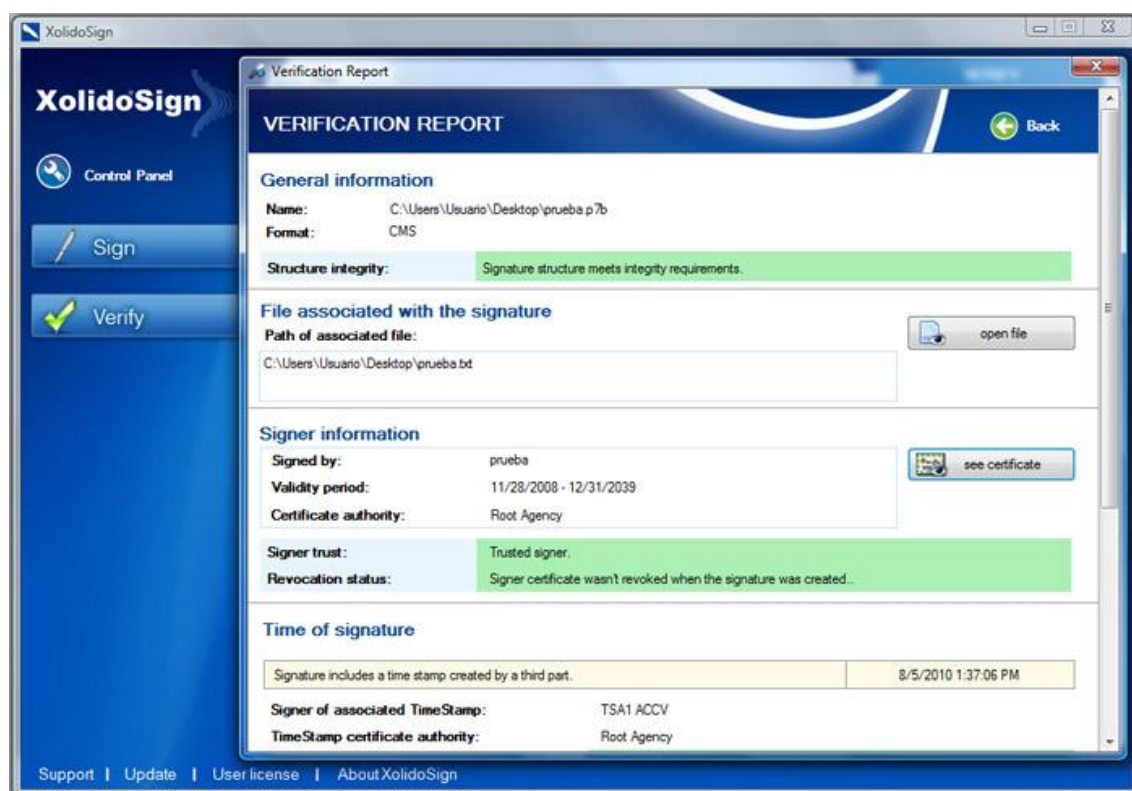 XolidoSign
Verification Report
XolidoSign
VERIFICATION REPORT
Back
Control Panel
Sign
Verify
General information
Name: C:\Users\Usuario\Desktop\prueba.p7b
Format: CMS
Structure integrity: Signature structure meets integrity requirements.
File associated with the signature
Path of associated file:
open file
C:\Users\Usuario\Desktop\prueba.txt
Signer information
Signed by: prueba
see certificate
Validity period: 11/28/2008 - 12/31/2039
Certificate authority: Root Agency
Signer trust: Trusted signer.
Revocation status: Signer certificate wasn't revoked when the signature was created..
Time of signature
Signature includes a time stamp created by a third part. 8/5/2010 1:37:06 PM
Signer of associated TimeStamp: TSA1 ACCV
TimeStamp certificate authority: Root Agency
Support | Update | User license | About XolidoSign